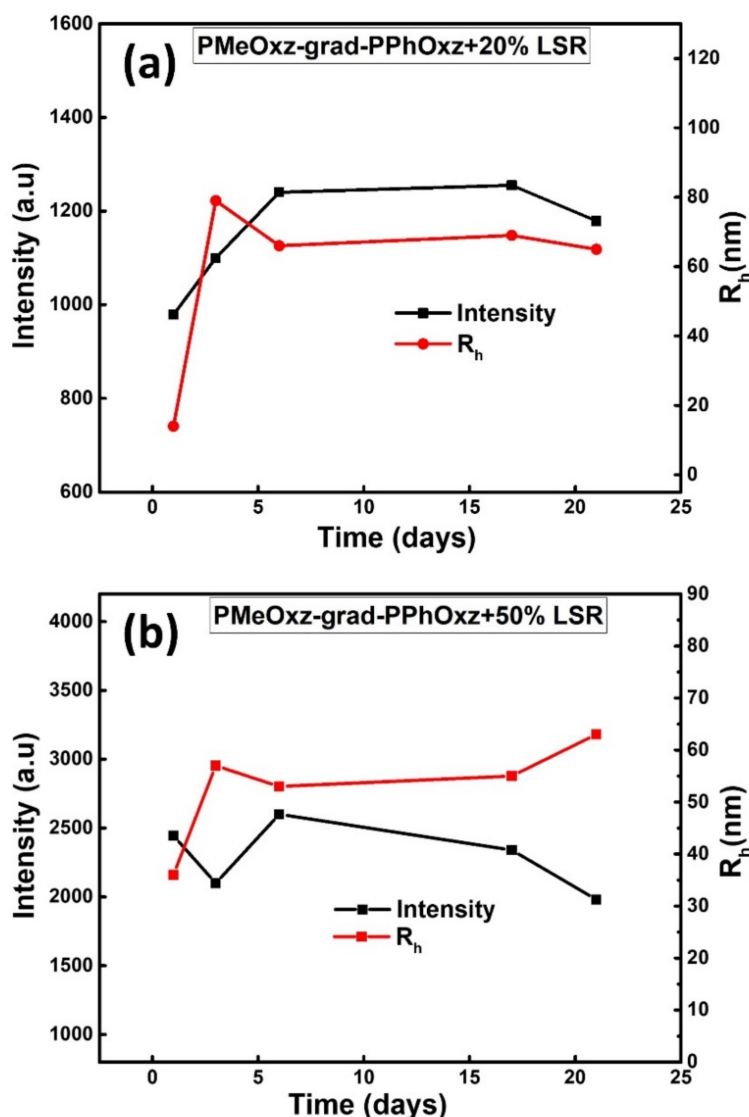 (a)
PMeOxz-grad-PPhOxz+20% LSR
1600
1400
1200
1000
800
600
Intensity (a.u)
120
100
80
60
40
20
0
Rh(nm)
Intensity
Rh
0 5 10 15 20 25
Time (days)
(b)
PMeOxz-grad-PPhOxz+50% LSR
4000
3500
3000
2500
2000
1500
1000
Intensity (a.u)
90
80
70
60
50
40
30
20
10
0
Rh(nm)
Intensity
Rh
0 5 10 15 20 25
Time (days)